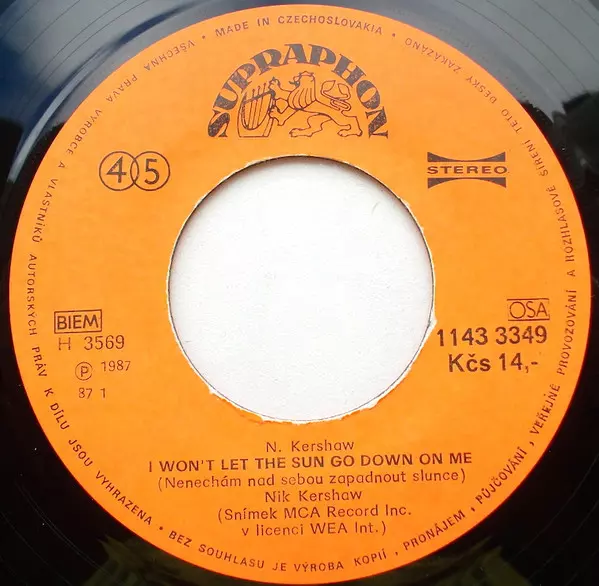 VŠECHNA PRÁVA VÝROBCE A VLASTNÍKŮ AUTORSKÝCH PRÁV K DÍLU JSOU VYHRAZENA • BEZ SOUHLASU JE VÝROBA KOPIÍ, PRONÁJEM, PŮJČOVÁNÍ, VEŘEJNÉ PROVOZOVÁNÍ A ROZHLASOVÉ ŠÍŘENÍ TÉTO DESKY ZAKÁZÁNO • MADE IN CZECHOSLOVAKIA •
SUPRAPHON
45
STEREO
BIEM
H 3569
Ⓟ 1987
87 1
OSA
1143 3349
Kčs 14,-
N. Kershaw
I WON'T LET THE SUN GO DOWN ON ME
(Nenechám nad sebou zapadnout slunce)
Nik Kershaw
(Snímek MCA Record Inc.
v licenci WEA Int.)